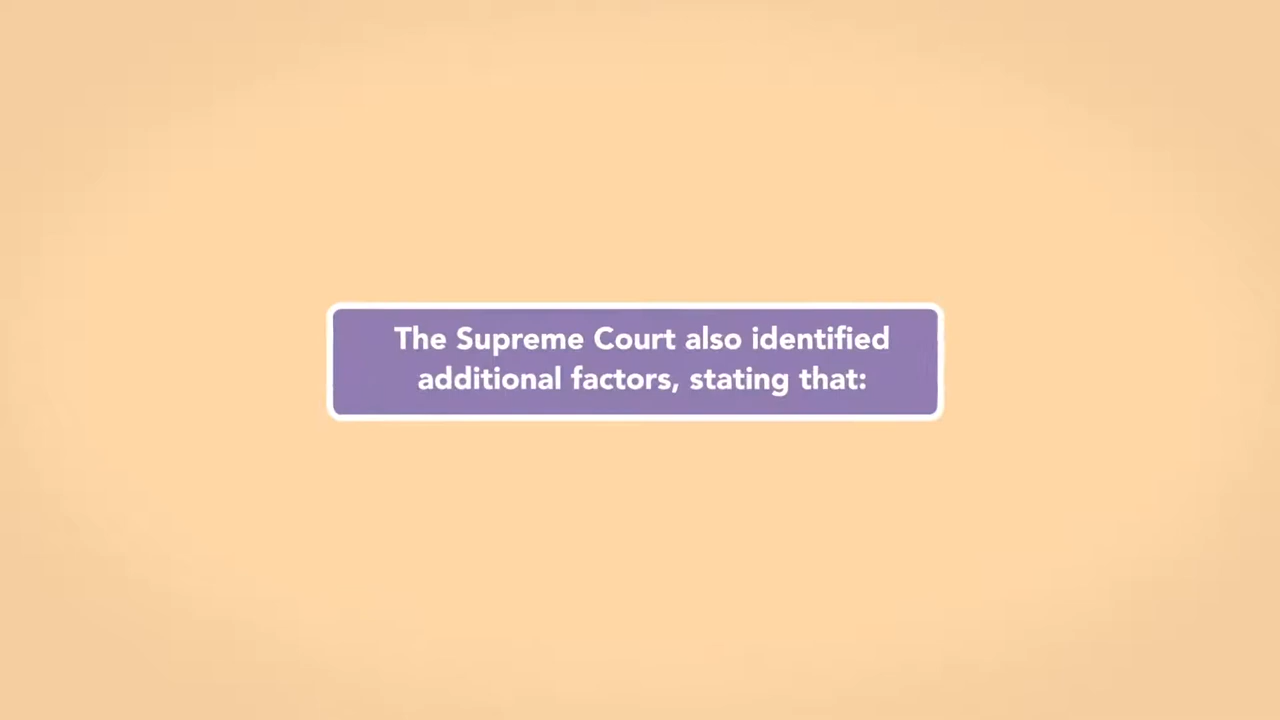 The Supreme Court also identified
additional factors, stating that: